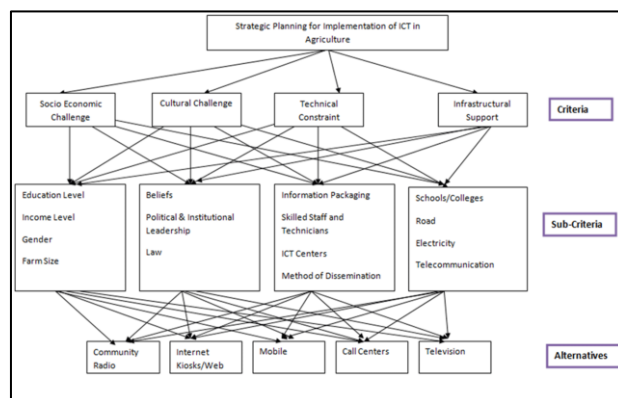 Strategic Planning for Implementation of ICT in
Agriculture
Socio Economic
Challenge
Cultural Challenge
Technical
Constraint
Infrastructural
Support
Criteria
Education Level
Income Level
Gender
Farm Size
Beliefs
Political & Institutional
Leadership
Law
Information Packaging
Skilled Staff and
Technicians
ICT Centers
Method of Dissemination
Schools/Colleges
Road
Electricity
Telecommunication
Sub-Criteria
Community
Radio
Internet
Kiosks/Web
Mobile
Call Centers
Television
Alternatives